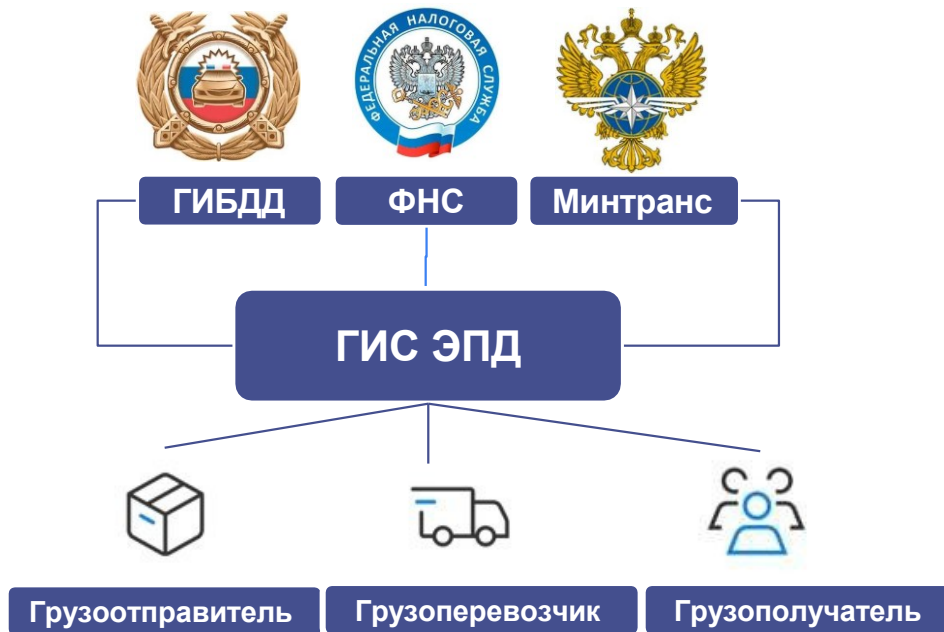 ФЕДЕРАЛЬНАЯ НАЛОГОВАЯ СЛУЖБА
ГИБДД
ФНС
Минтранс
ГИС ЭПД
Грузоотправитель
Грузоперевозчик
Грузополучатель